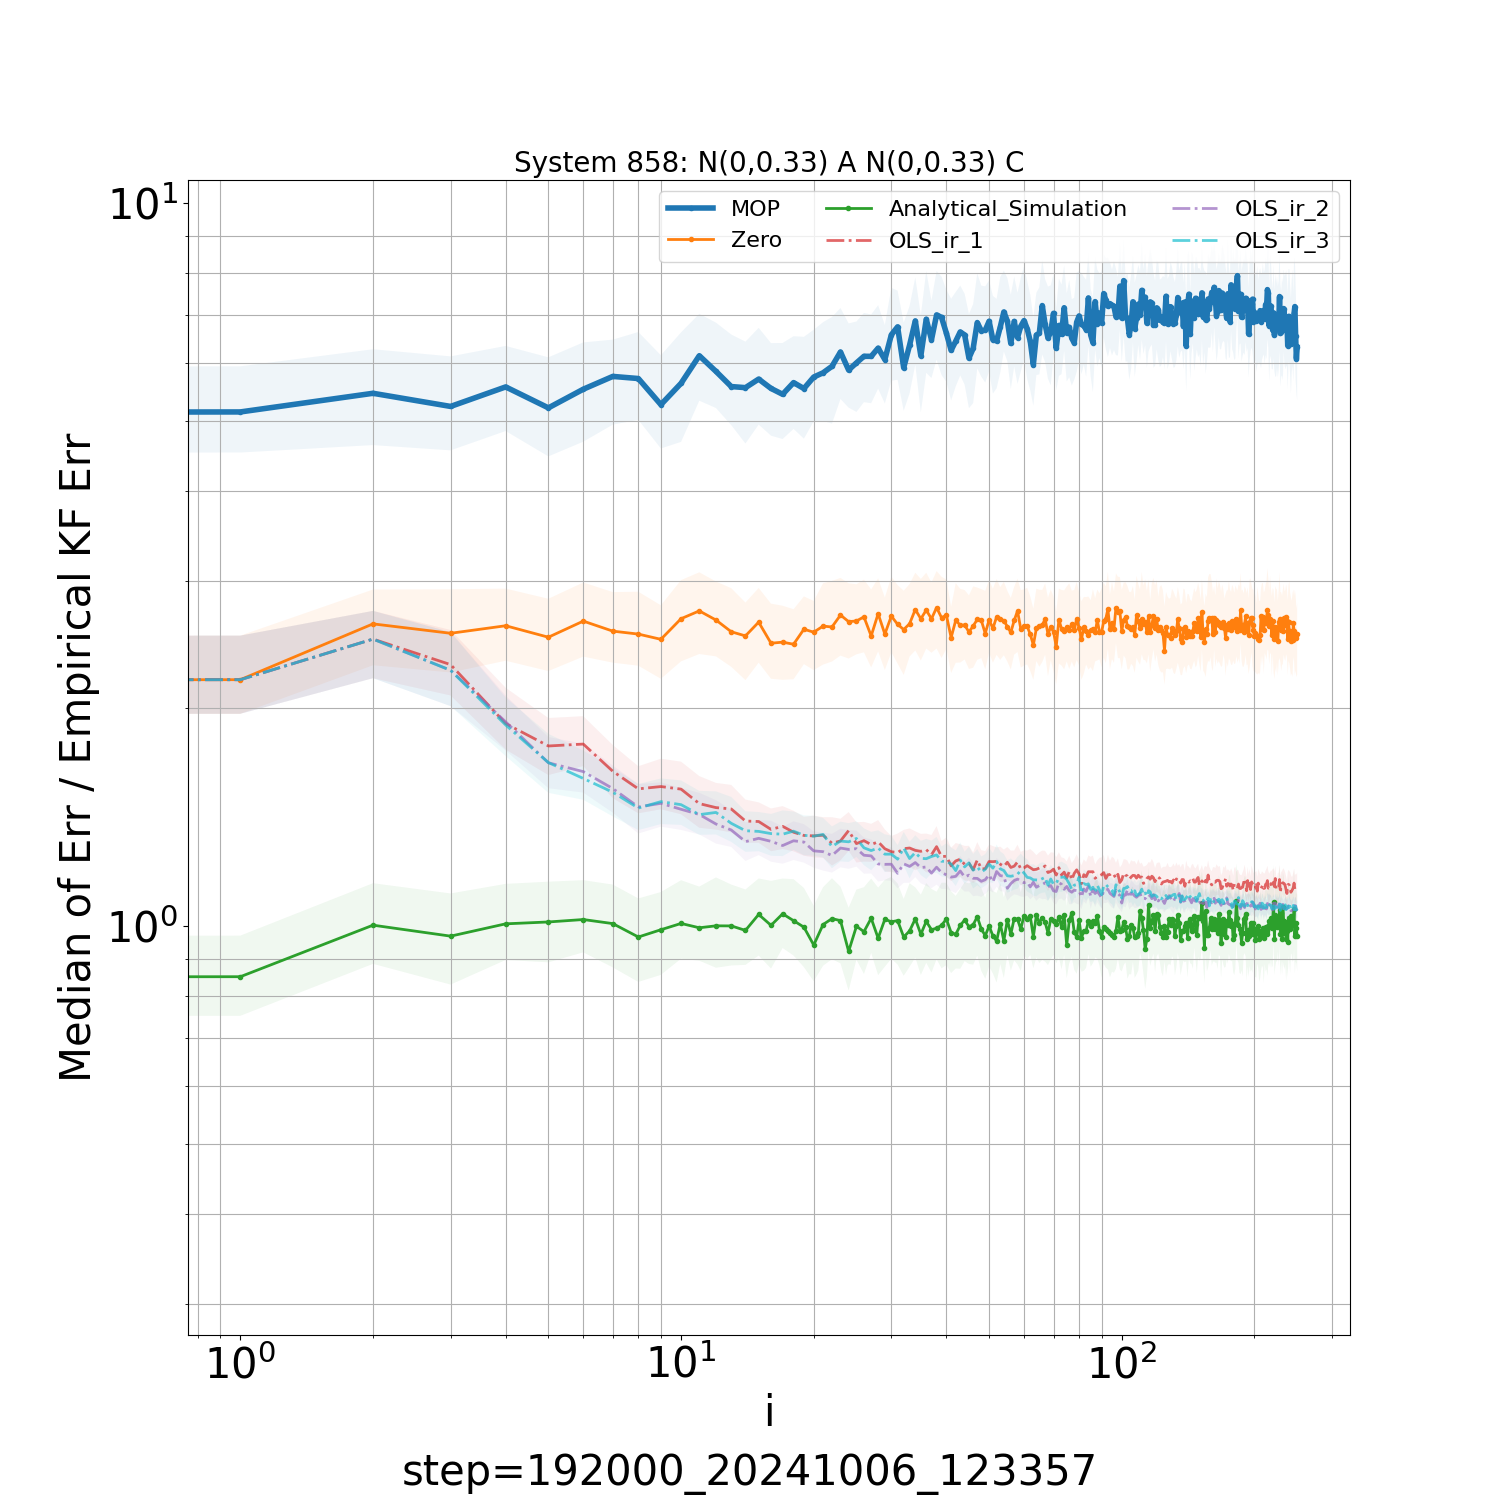 System 858: N(0,0.33) A N(0,0.33) C
MOP
Zero
Analytical_Simulation
OLS_ir_1
OLS_ir_2
OLS_ir_3
10¹
10⁰
Median of Err / Empirical KF Err
10⁰ 10¹ 10²
i
step=192000_20241006_123357